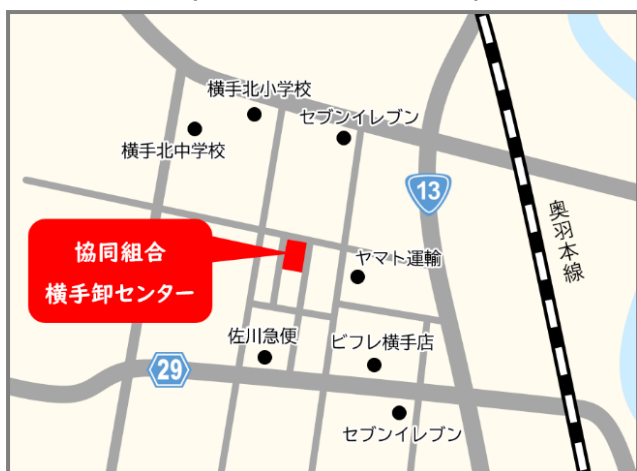 横手北小学校
セブンイレブン
横手北中学校
13
奥羽本線
協同組合
横手卸センター
ヤマト運輸
佐川急便
ビフレ横手店
29
セブンイレブン